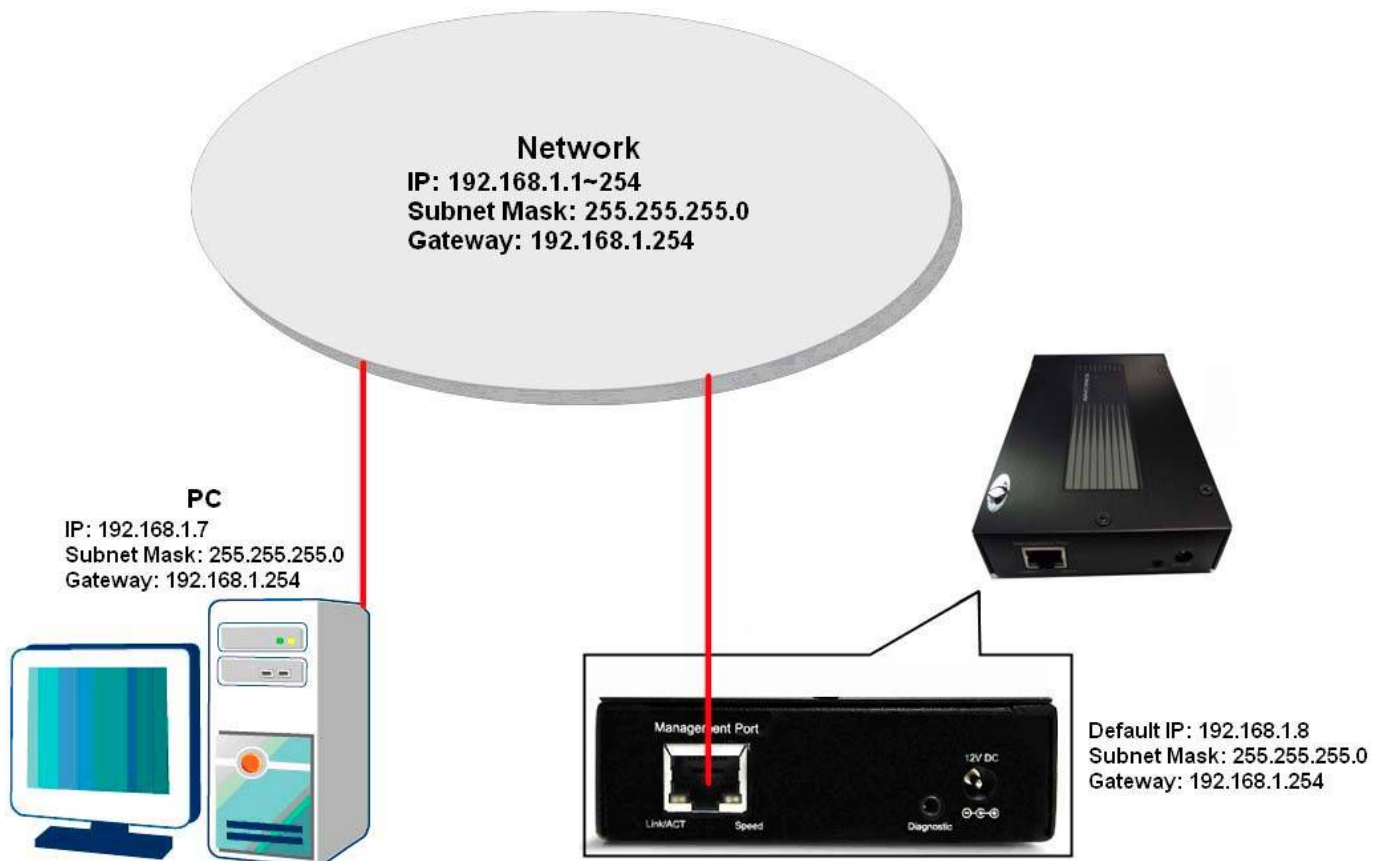 Network
IP: 192.168.1.1~254
Subnet Mask: 255.255.255.0
Gateway: 192.168.1.254
PC
IP: 192.168.1.7
Subnet Mask: 255.255.255.0
Gateway: 192.168.1.254
Management Port
Management Port
12V DC
Link/ACT
Speed
Diagnostic
Default IP: 192.168.1.8
Subnet Mask: 255.255.255.0
Gateway: 192.168.1.254